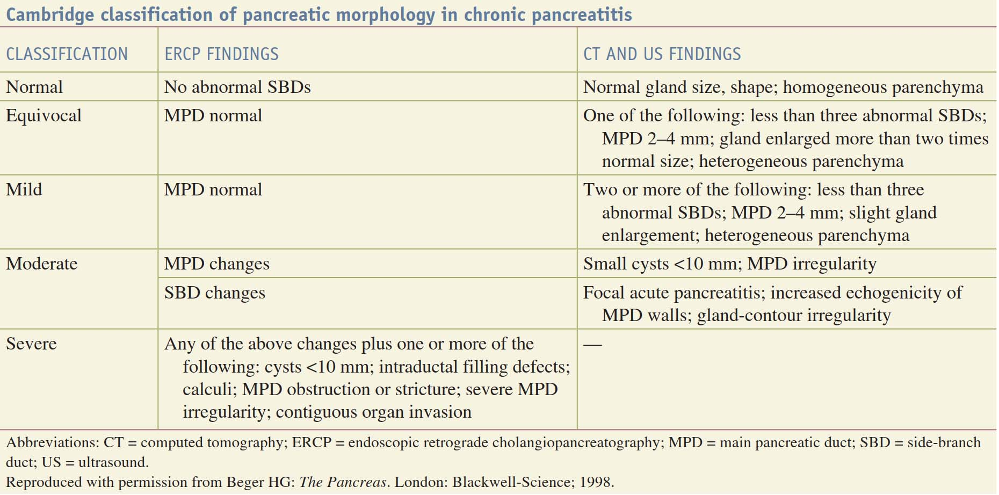 Cambridge classification of pancreatic morphology in chronic pancreatitis
CLASSIFICATION ERCP FINDINGS CT AND US FINDINGS
Normal No abnormal SBDs Normal gland size, shape; homogeneous parenchyma
Equivocal MPD normal One of the following: less than three abnormal SBDs;
MPD 2–4 mm; gland enlarged more than two times
normal size; heterogeneous parenchyma
Mild MPD normal Two or more of the following: less than three
abnormal SBDs; MPD 2–4 mm; slight gland
enlargement; heterogeneous parenchyma
Moderate MPD changes Small cysts <10 mm; MPD irregularity
SBD changes Focal acute pancreatitis; increased echogenicity of
MPD walls; gland-contour irregularity
Severe Any of the above changes plus one or more of the —
following: cysts <10 mm; intraductal filling defects;
calculi; MPD obstruction or stricture; severe MPD
irregularity; contiguous organ invasion
Abbreviations: CT = computed tomography; ERCP = endoscopic retrograde cholangiopancreatography; MPD = main pancreatic duct; SBD = side-branch
duct; US = ultrasound.
Reproduced with permission from Beger HG: The Pancreas. London: Blackwell-Science; 1998.